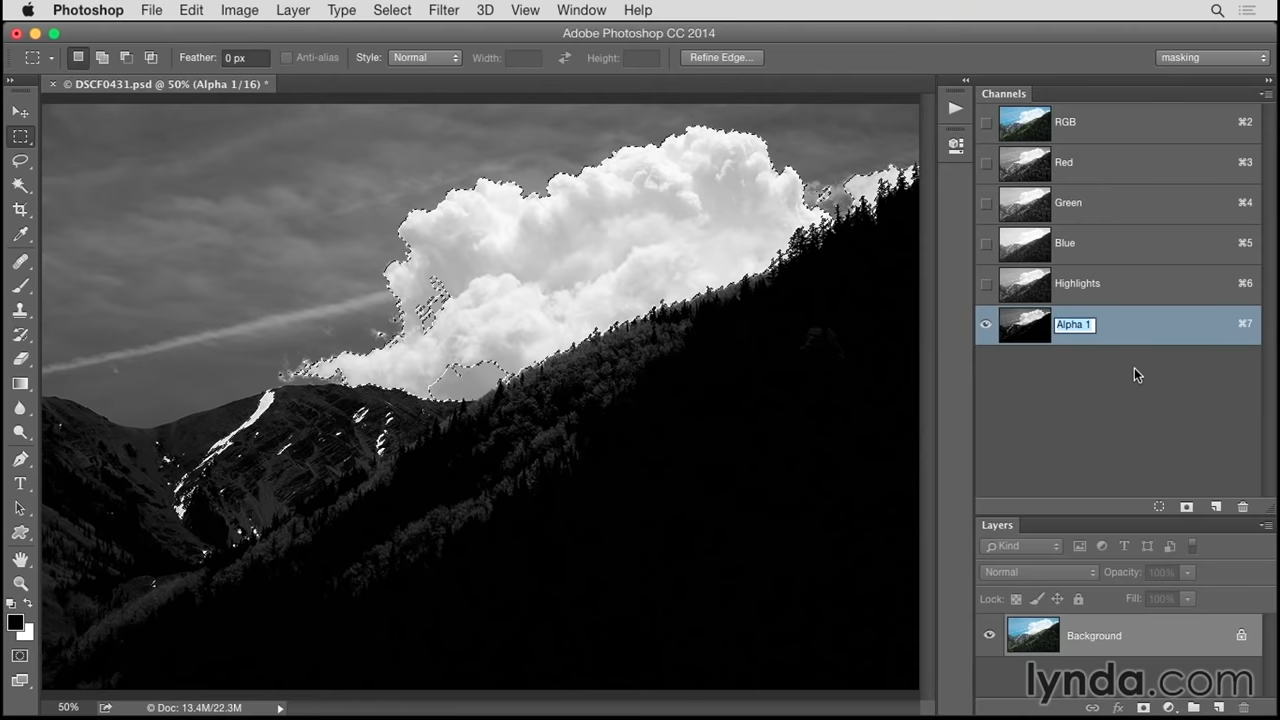 Photoshop File Edit Image Layer Type Select Filter 3D View Window Help
Adobe Photoshop CC 2014
Feather: 0 px Anti-alias Style: Normal Width: Height: Refine Edge... masking
× © DSCF0431.psd @ 50% (Alpha 1/16) *
Channels
RGB ⌘2
Red ⌘3
Green ⌘4
Blue ⌘5
Highlights ⌘6
Alpha 1 ⌘7
Layers
Kind
Normal Opacity: 100%
Lock: Fill: 100%
Background
lynda.com
50% © Doc: 13.4M/22.3M